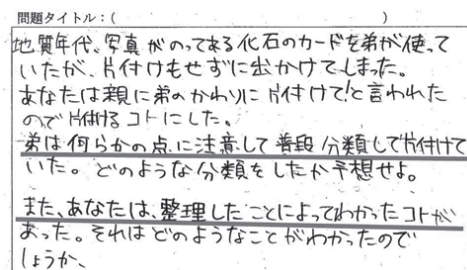 問題タイトル:(　　　　　　　　　　)
地質年代、写真がのってある化石のカードを弟が使って
いたが、片付けもせずに出かけてしまった。
あなたは親に弟のかわりに片付けて!と言われた
ので片付けるコトにした。
弟は何らかの点に注意して普段分類して片付けて
いた。どのような分類をしたか予想せよ。
また、あなたは、整理したことによってわかったコトが
あった。それはどのようなことがわかったので
しょうか、